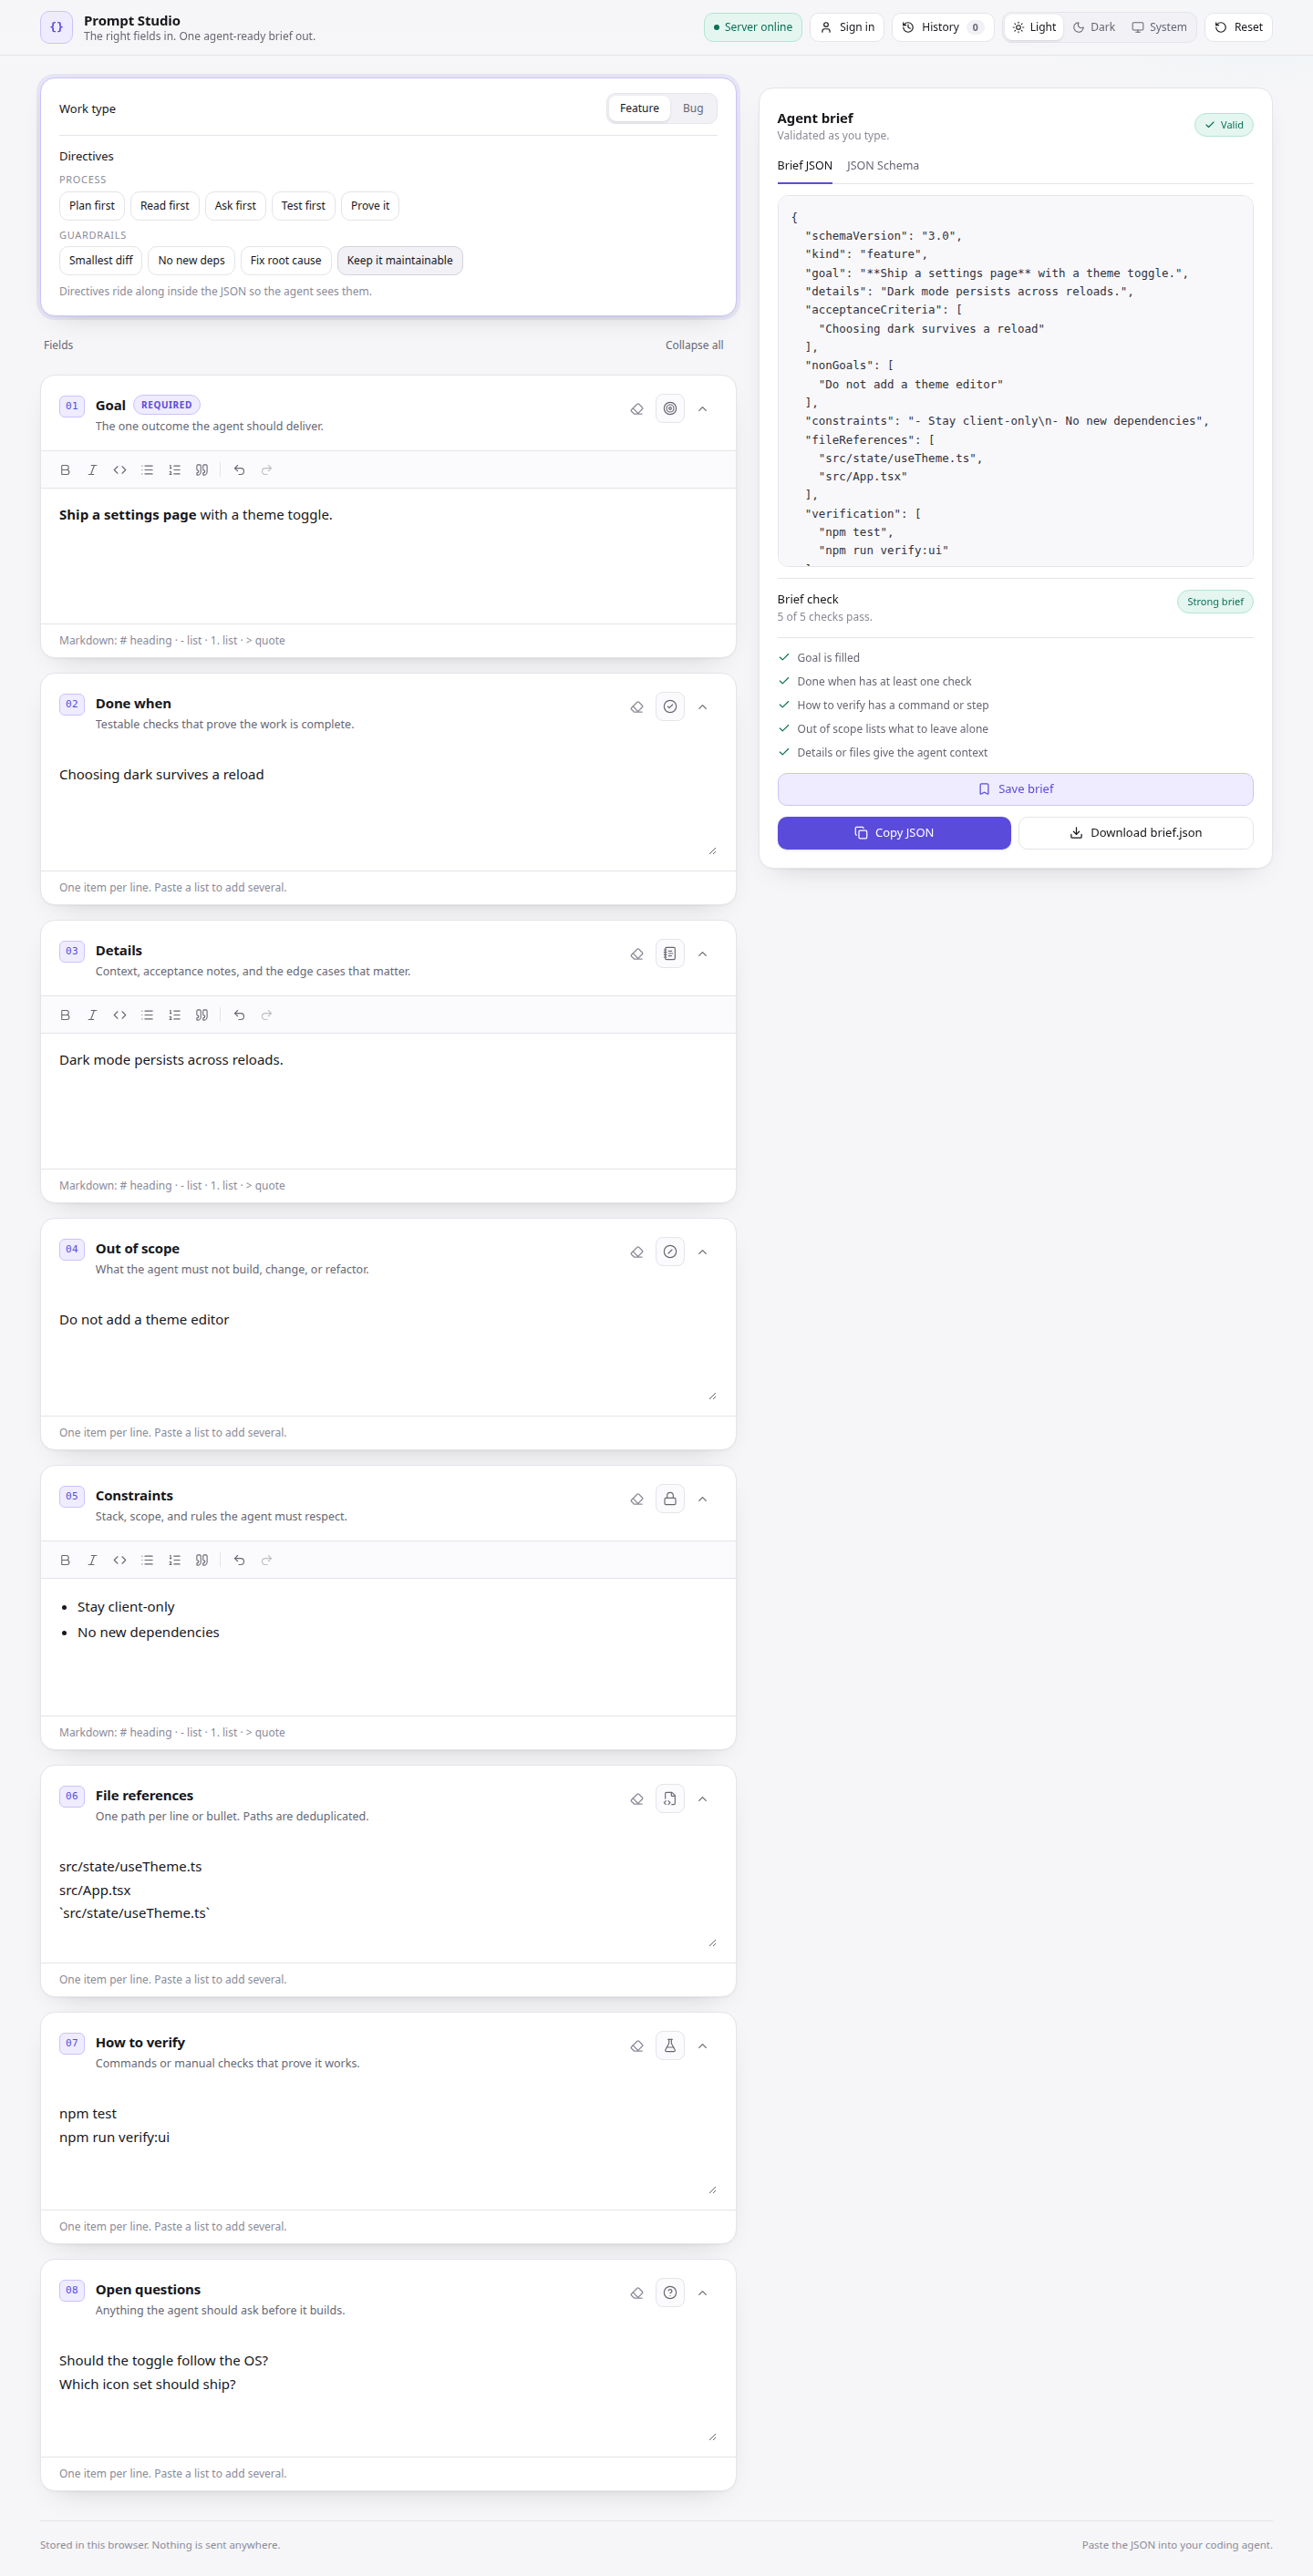 {} Prompt Studio
The right fields in. One agent-ready brief out.
Server online
Sign in
History 0
Light
Dark
System
Reset
Work type
Feature
Bug
Directives
PROCESS
Plan first
Read first
Ask first
Test first
Prove it
GUARDRAILS
Smallest diff
No new deps
Fix root cause
Keep it maintainable
Directives ride along inside the JSON so the agent sees them.
Fields
Collapse all
01 Goal REQUIRED
The one outcome the agent should deliver.
Ship a settings page with a theme toggle.
Markdown: # heading · - list · 1. list · > quote
02 Done when
Testable checks that prove the work is complete.
Choosing dark survives a reload
One item per line. Paste a list to add several.
03 Details
Context, acceptance notes, and the edge cases that matter.
Dark mode persists across reloads.
Markdown: # heading · - list · 1. list · > quote
04 Out of scope
What the agent must not build, change, or refactor.
Do not add a theme editor
One item per line. Paste a list to add several.
05 Constraints
Stack, scope, and rules the agent must respect.
• Stay client-only
• No new dependencies
Markdown: # heading · - list · 1. list · > quote
06 File references
One path per line or bullet. Paths are deduplicated.
src/state/useTheme.ts
src/App.tsx
`src/state/useTheme.ts`
One item per line. Paste a list to add several.
07 How to verify
Commands or manual checks that prove it works.
npm test
npm run verify:ui
One item per line. Paste a list to add several.
08 Open questions
Anything the agent should ask before it builds.
Should the toggle follow the OS?
Which icon set should ship?
One item per line. Paste a list to add several.
Agent brief
Validated as you type.
Valid
Brief JSON
JSON Schema
{
"schemaVersion": "3.0",
"kind": "feature",
"goal": "**Ship a settings page** with a theme toggle.",
"details": "Dark mode persists across reloads.",
"acceptanceCriteria": [
"Choosing dark survives a reload"
],
"nonGoals": [
"Do not add a theme editor"
],
"constraints": "- Stay client-only\n- No new dependencies",
"fileReferences": [
"src/state/useTheme.ts",
"src/App.tsx"
],
"verification": [
"npm test",
"npm run verify:ui"
Brief check
5 of 5 checks pass.
Strong brief
Goal is filled
Done when has at least one check
How to verify has a command or step
Out of scope lists what to leave alone
Details or files give the agent context
Save brief
Copy JSON
Download brief.json
Stored in this browser. Nothing is sent anywhere.
Paste the JSON into your coding agent.